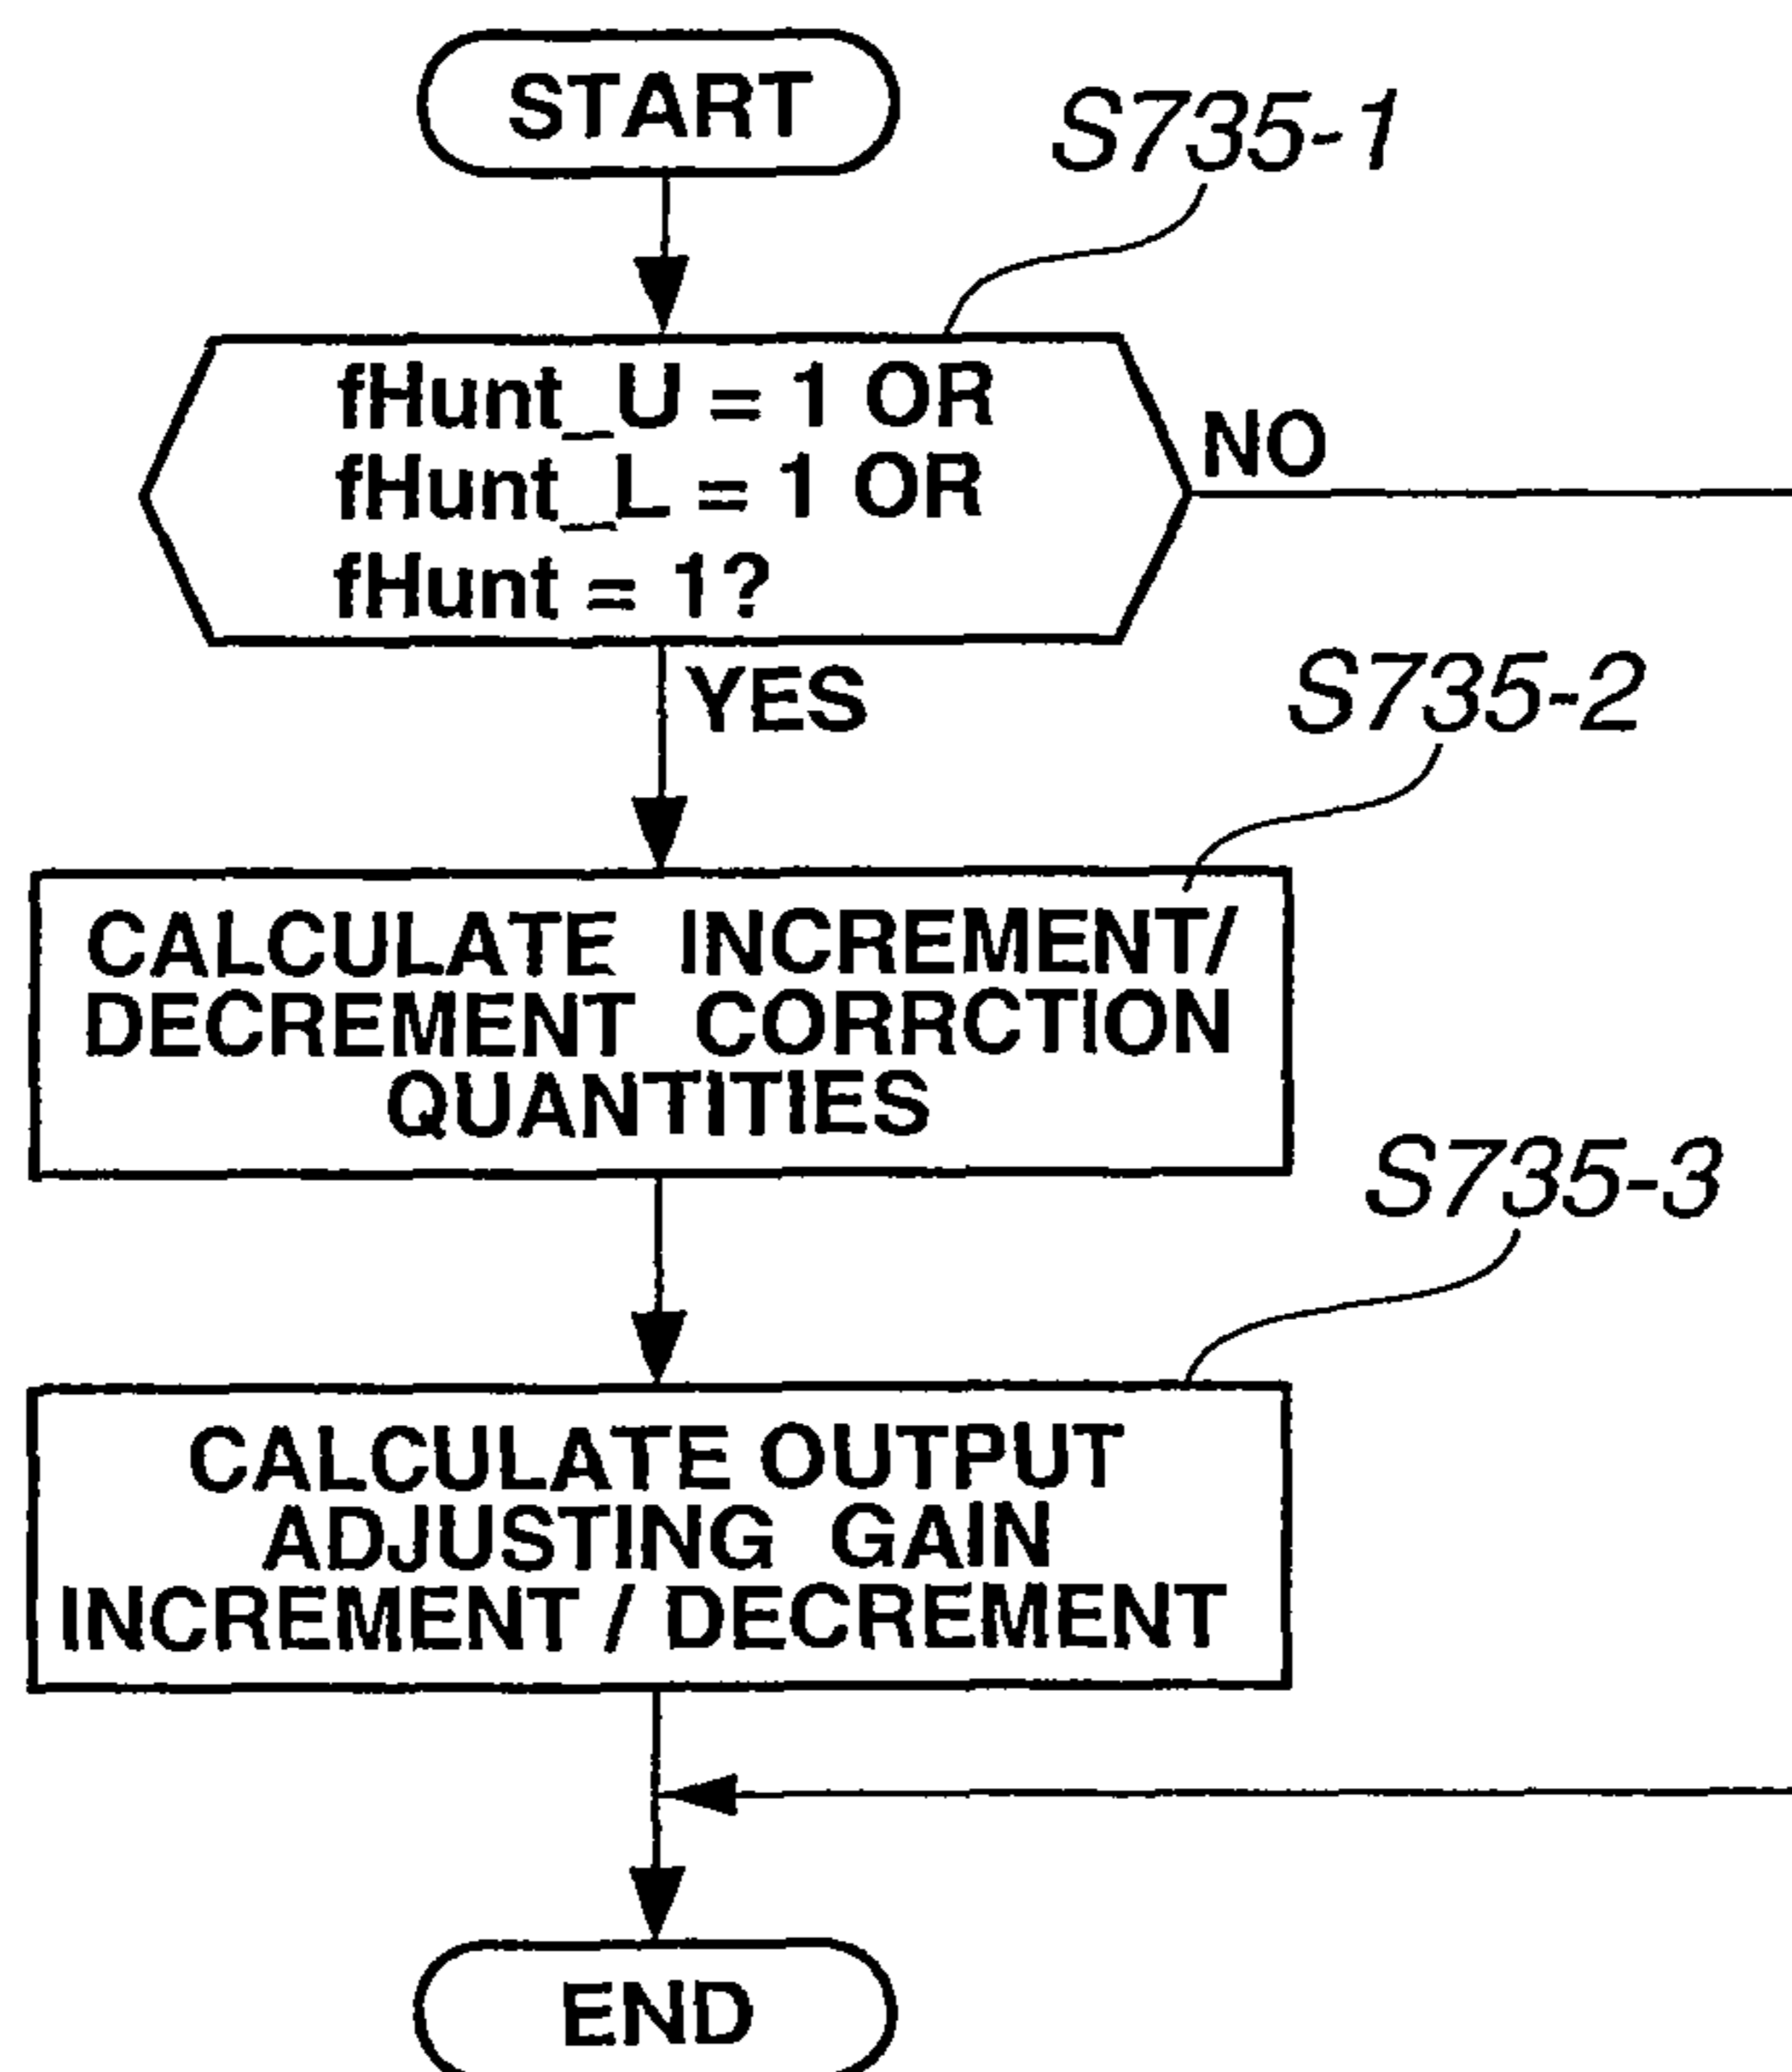 START
S735-1
fHunt_U = 1 OR
fHunt_L = 1 OR
fHunt = 1?
NO
YES
S735-2
CALCULATE INCREMENT/
DECREMENT CORRCTION
QUANTITIES
S735-3
CALCULATE OUTPUT
ADJUSTING GAIN
INCREMENT / DECREMENT
END